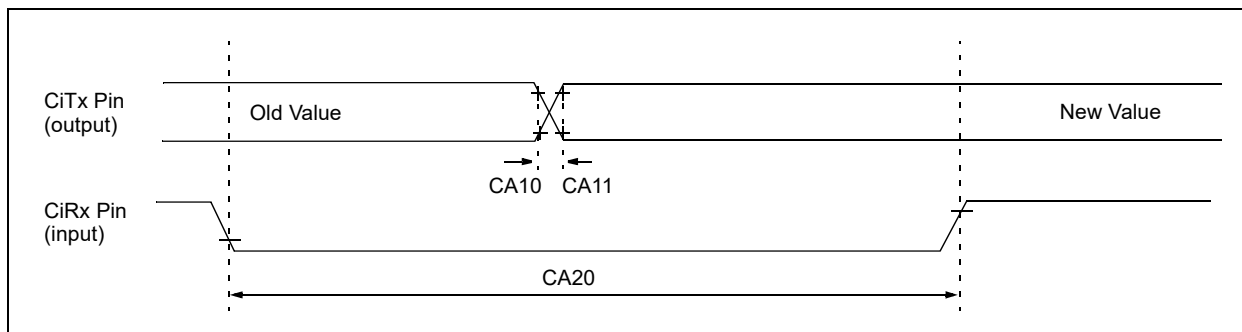 CiTx Pin
(output)
Old Value
New Value
CA10 CA11
CiRx Pin
(input)
CA20